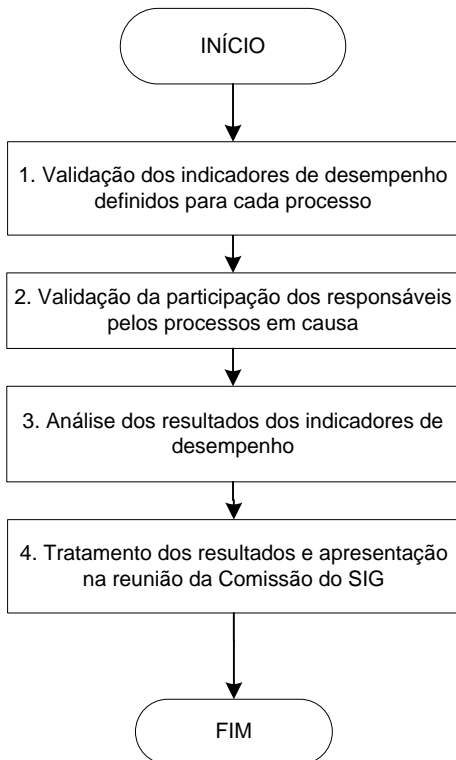 INÍCIO
1. Validação dos indicadores de desempenho
definidos para cada processo
2. Validação da participação dos responsáveis
pelos processos em causa
3. Análise dos resultados dos indicadores de
desempenho
4. Tratamento dos resultados e apresentação
na reunião da Comissão do SIG
FIM